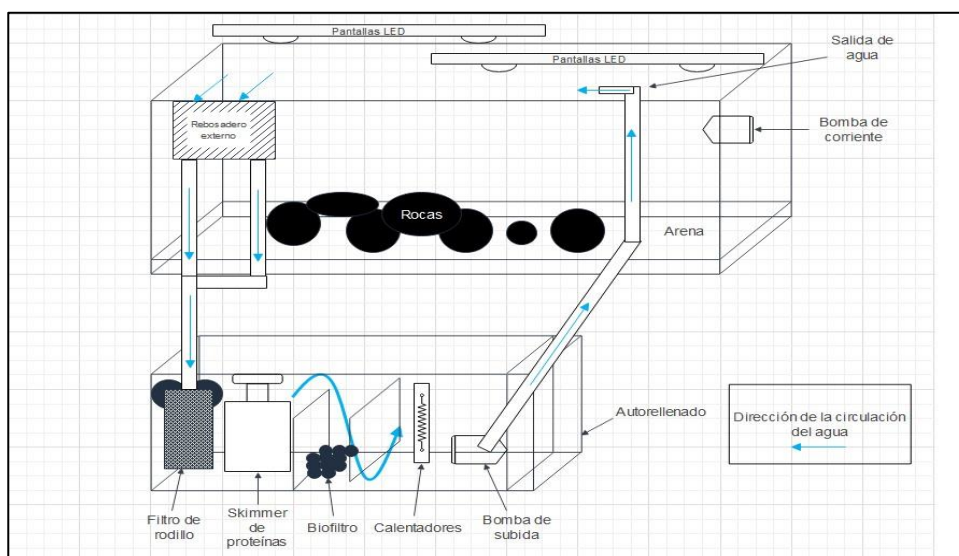 Pantallas LED
Pantallas LED
Salida de
agua
Rebosadero
externo
Bomba de
corriente
Rocas
Arena
Autorellenado
Dirección de la circulación
del agua
Filtro de
rodillo
Skimmer
de
proteínas
Biofiltro
Calentadores
Bomba de
subida